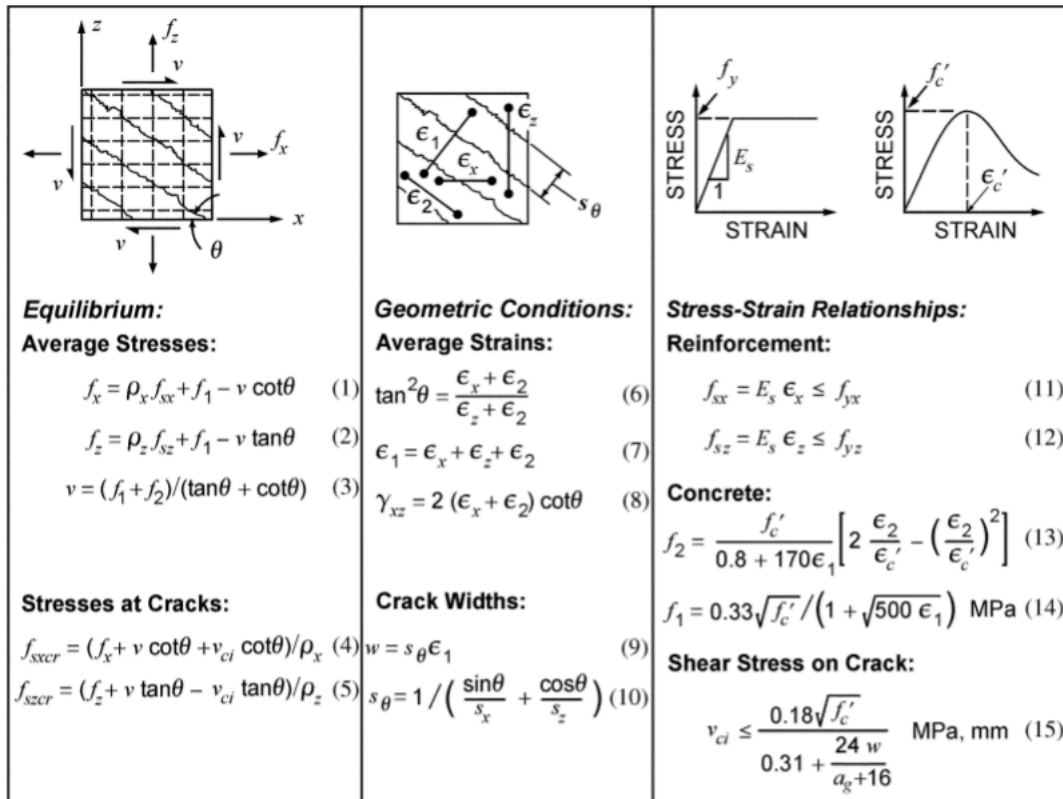 z
f_z
v
v
f_x
v
x
v
θ
Equilibrium:
Average Stresses:
f_x = ρ_x f_sx + f_1 – v cotθ (1)
f_z = ρ_z f_sz + f_1 – v tanθ (2)
v = (f_1 + f_2)/(tanθ + cotθ) (3)
Stresses at Cracks:
f_sxcr = (f_x + v cotθ + v_ci cotθ)/ρ_x (4)
f_szcr = (f_z + v tanθ – v_ci tanθ)/ρ_z (5)
ϵ_1
ϵ_z
ϵ_x
ϵ_2
s_θ
Geometric Conditions:
Average Strains:
tan²θ = (ϵ_x + ϵ_2)/(ϵ_z + ϵ_2) (6)
ϵ_1 = ϵ_x + ϵ_z + ϵ_2 (7)
γ_xz = 2 (ϵ_x + ϵ_2) cotθ (8)
Crack Widths:
w = s_θ ϵ_1 (9)
s_θ = 1 / ( sinθ/s_x + cosθ/s_z ) (10)
f_y
STRESS
E_s
1
STRAIN
f_c′
STRESS
ϵ_c′
STRAIN
Stress-Strain Relationships:
Reinforcement:
f_sx = E_s ϵ_x ≤ f_yx (11)
f_sz = E_s ϵ_z ≤ f_yz (12)
Concrete:
f_2 = f_c′/(0.8 + 170ϵ_1) [2 ϵ_2/ϵ_c′ – (ϵ_2/ϵ_c′)²] (13)
f_1 = 0.33√f_c′ / (1 + √500 ϵ_1) MPa (14)
Shear Stress on Crack:
v_ci ≤ 0.18√f_c′ / (0.31 + 24 w/(a_g+16)) MPa, mm (15)